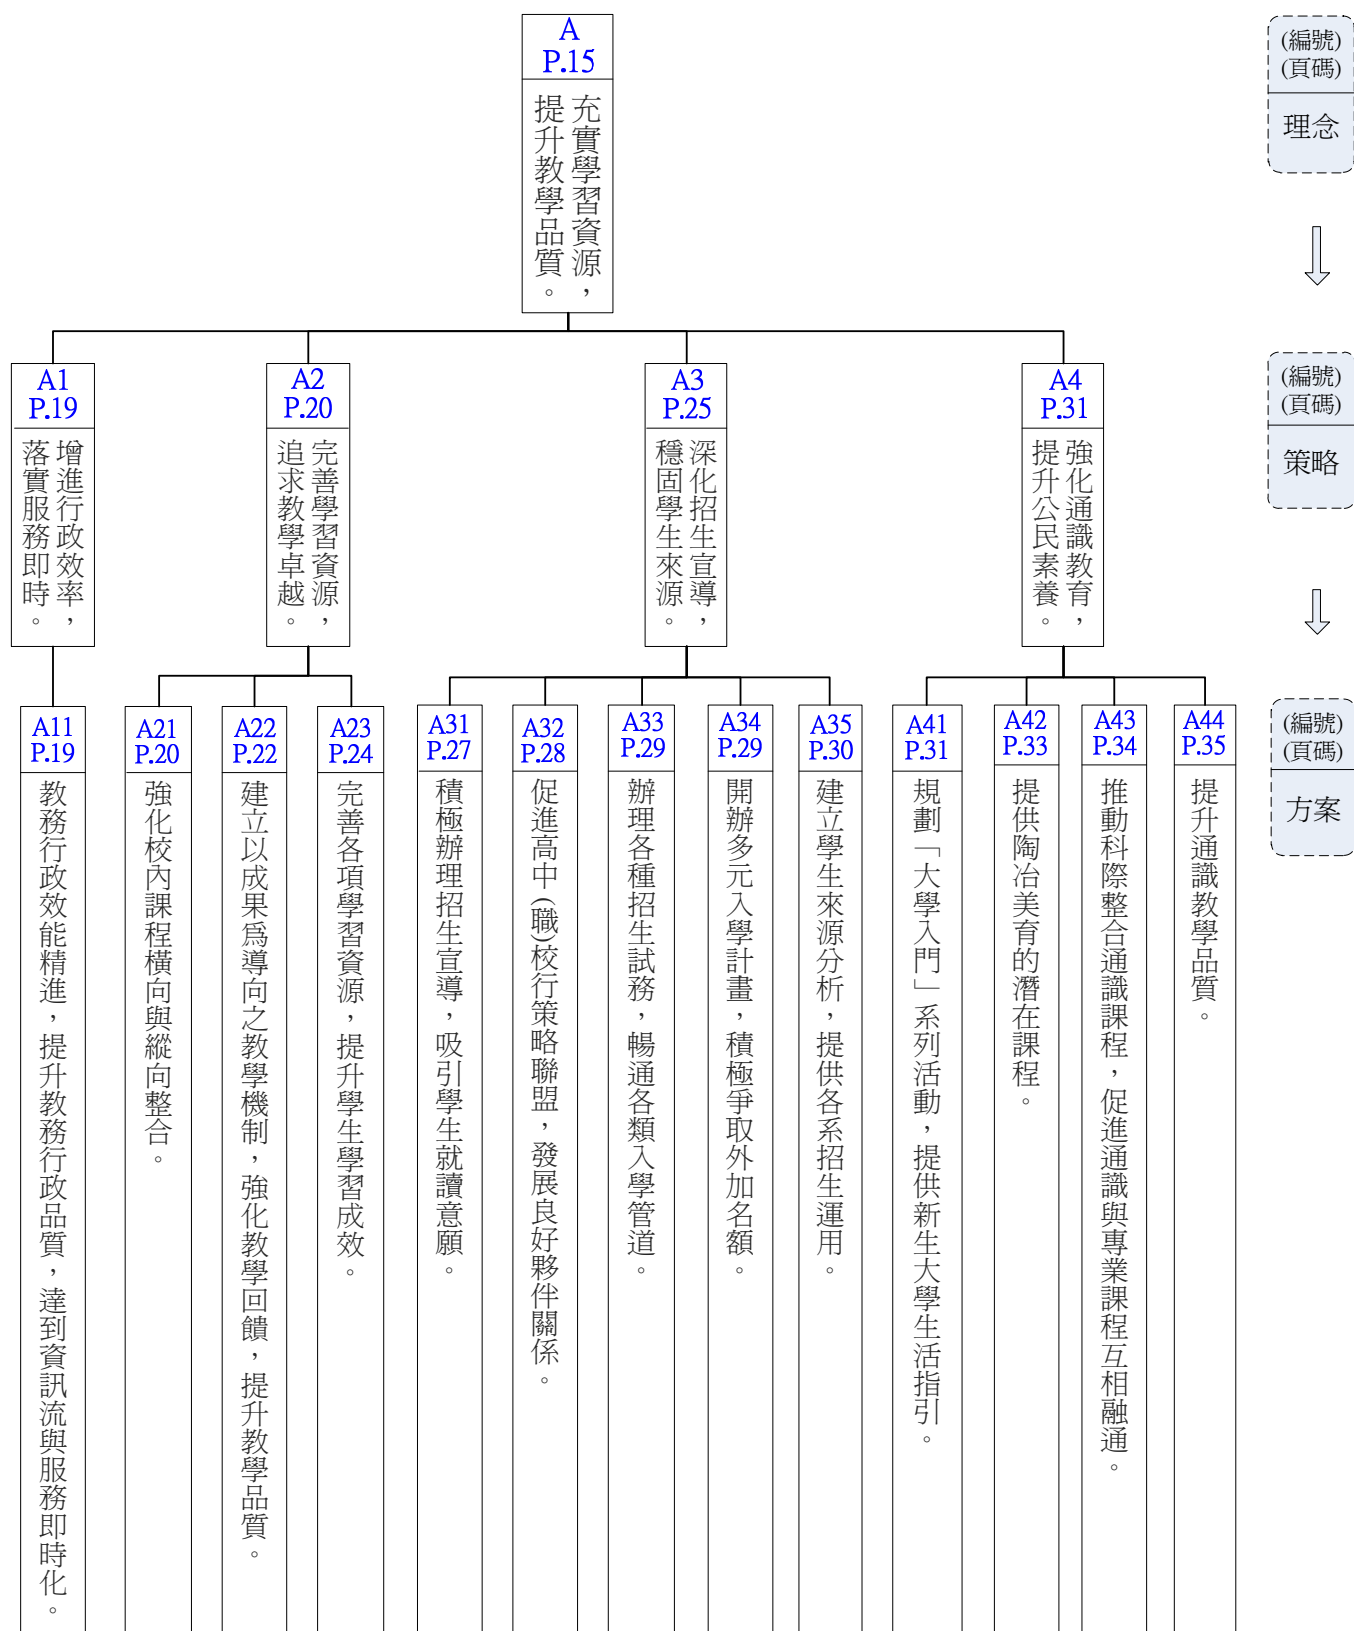 A
P.15
充實學習資源，
提升教學品質。
(編號)
(頁碼)
理念
A1
P.19
增進行政效率，
落實服務即時。
A2
P.20
完善學習資源，
追求教學卓越。
A3
P.25
深化招生宣導，
穩固學生來源。
A4
P.31
強化通識教育，
提升公民素養。
(編號)
(頁碼)
策略
A11
P.19
教務行政效能精進，提升教務行政品質，達到資訊流與服務即時化。
A21
P.20
強化校內課程橫向與縱向整合。
A22
P.22
建立以成果為導向之教學機制，強化教學回饋，提升教學品質。
A23
P.24
完善各項學習資源，提升學生學習成效。
A31
P.27
積極辦理招生宣導，吸引學生就讀意願。
A32
P.28
促進高中(職)校行策略聯盟，發展良好夥伴關係。
A33
P.29
辦理各種招生試務，暢通各類入學管道。
A34
P.29
開辦多元入學計畫，積極爭取外加名額。
A35
P.30
建立學生來源分析，提供各系招生運用。
A41
P.31
規劃「大學入門」系列活動，提供新生大學生活指引。
A42
P.33
提供陶冶美育的潛在課程。
A43
P.34
推動科際整合通識課程，促進通識與專業課程互相融通。
A44
P.35
提升通識教學品質。
(編號)
(頁碼)
方案